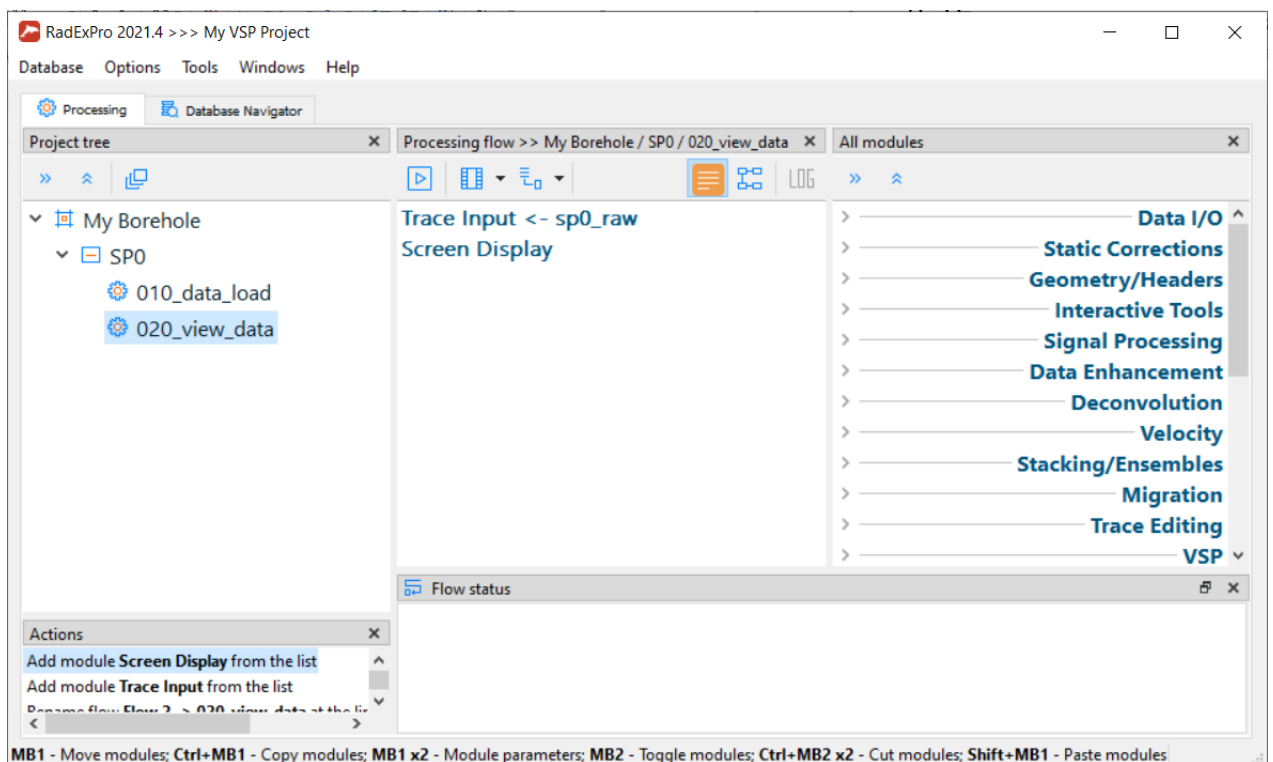 RadExPro 2021.4 >>> My VSP Project
Database Options Tools Windows Help
Processing Database Navigator
Project tree
My Borehole
SP0
010_data_load
020_view_data
Actions
Add module Screen Display from the list
Add module Trace Input from the list
Processing flow >> My Borehole / SP0 / 020_view_data
LOG
Trace Input <- sp0_raw
Screen Display
All modules
Data I/O
Static Corrections
Geometry/Headers
Interactive Tools
Signal Processing
Data Enhancement
Deconvolution
Velocity
Stacking/Ensembles
Migration
Trace Editing
VSP
Flow status
MB1 - Move modules; Ctrl+MB1 - Copy modules; MB1 x2 - Module parameters; MB2 - Toggle modules; Ctrl+MB2 x2 - Cut modules; Shift+MB1 - Paste modules